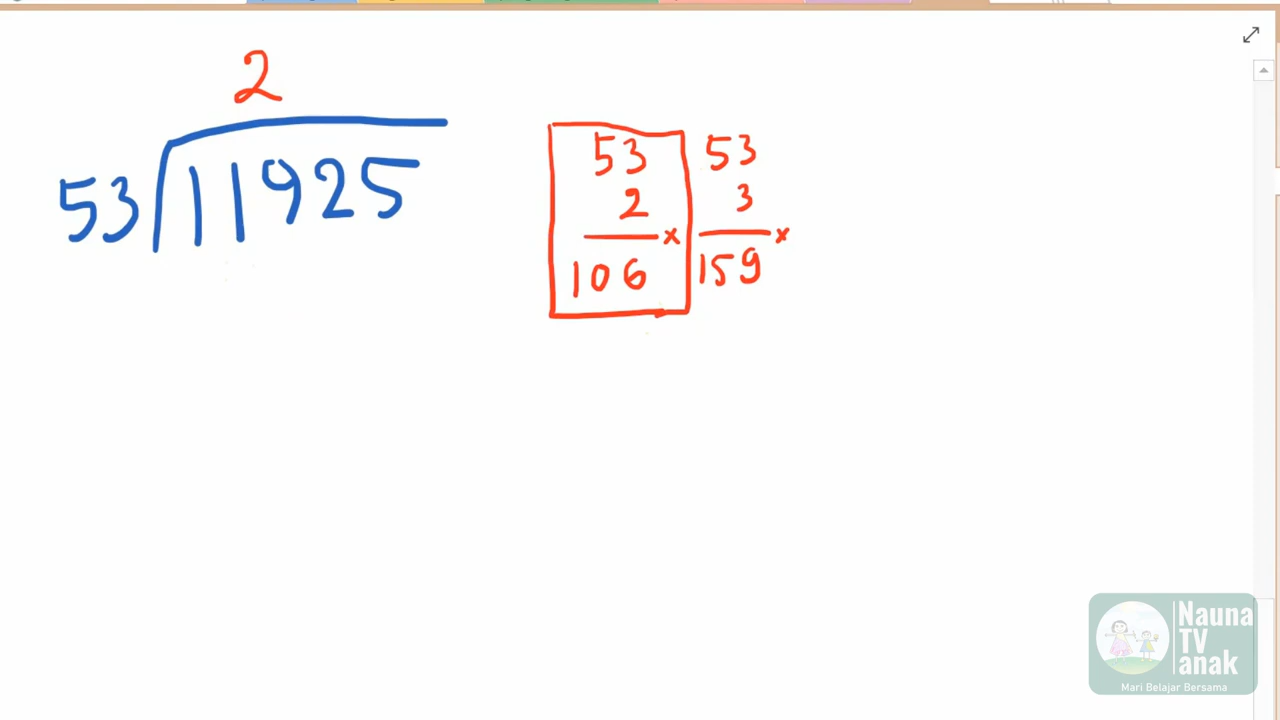 2
53 11925
53
2
x
106
53
3
x
159
Nauna
TV
anak
Mari Belajar Bersama